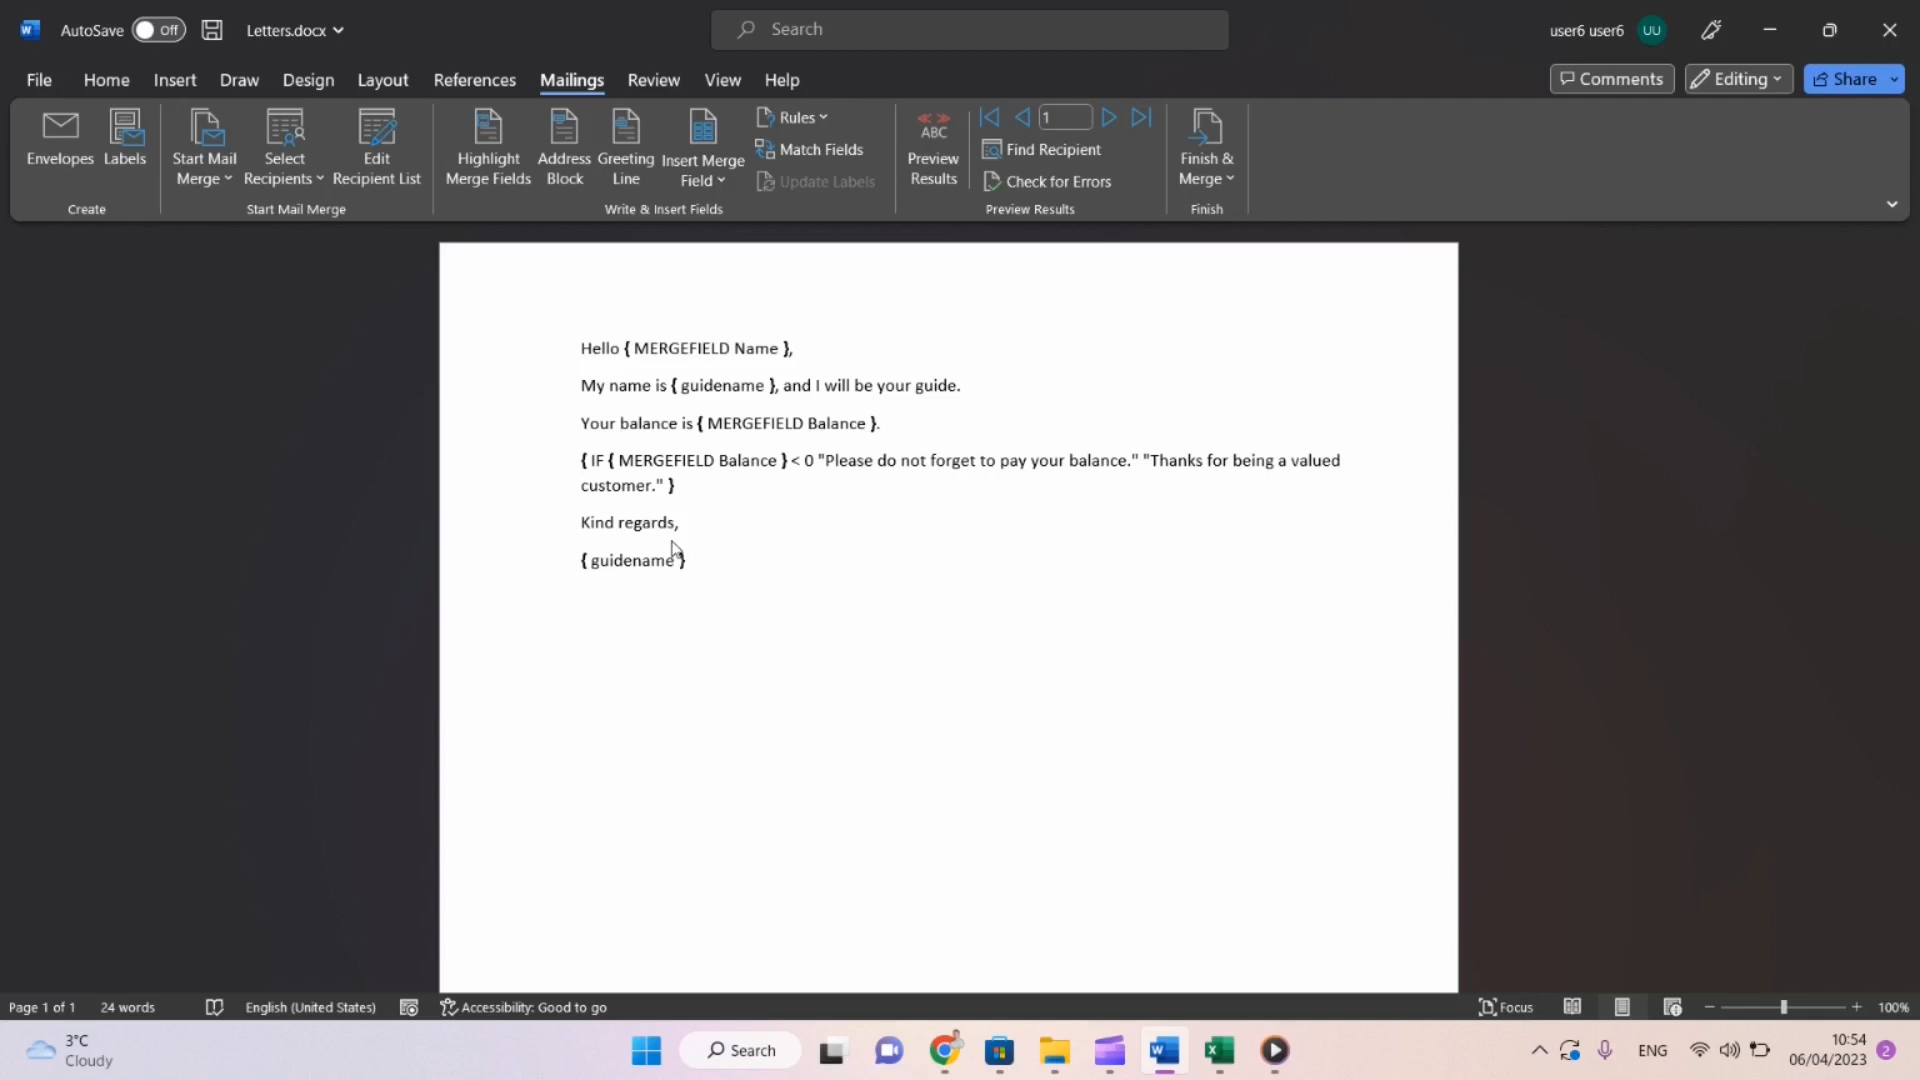 AutoSave Off Letters.docx Search user6 user6 UU
File Home Insert Draw Design Layout References Mailings Review View Help Comments Editing Share
Envelopes Labels
Create
Start Mail Merge
Select Recipients
Edit Recipient List
Start Mail Merge
Highlight Merge Fields
Address Block
Greeting Line
Insert Merge Field
Rules
Match Fields
Update Labels
Write & Insert Fields
ABC
Preview Results
1
Find Recipient
Check for Errors
Preview Results
Finish & Merge
Finish
Hello { MERGEFIELD Name },
My name is { guidename }, and I will be your guide.
Your balance is { MERGEFIELD Balance }.
{ IF { MERGEFIELD Balance } < 0 "Please do not forget to pay your balance." "Thanks for being a valued
customer." }
Kind regards,
{ guidename }
Page 1 of 1 24 words English (United States) Accessibility: Good to go Focus 100%
3°C
Cloudy
Search
ENG
10:54
06/04/2023
2